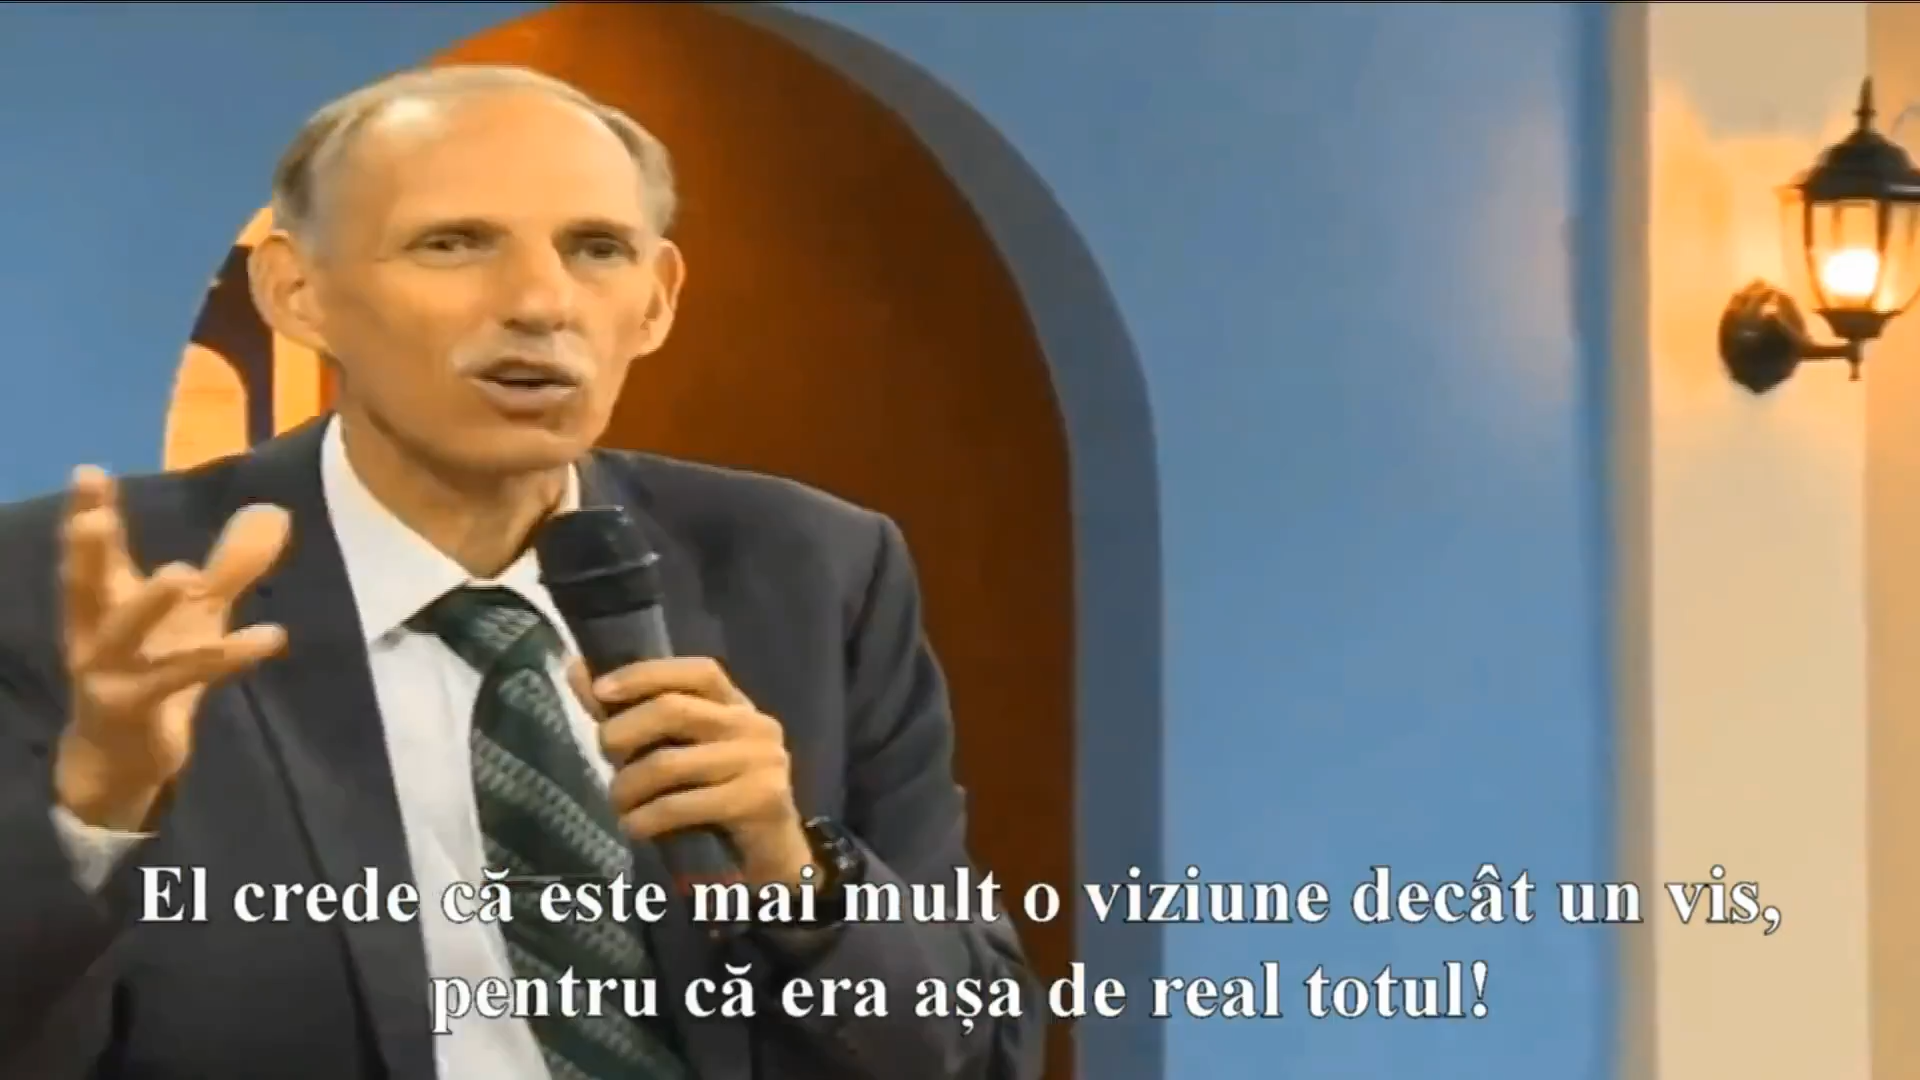 El crede că este mai mult o viziune decât un vis,
pentru că era așa de real totul!